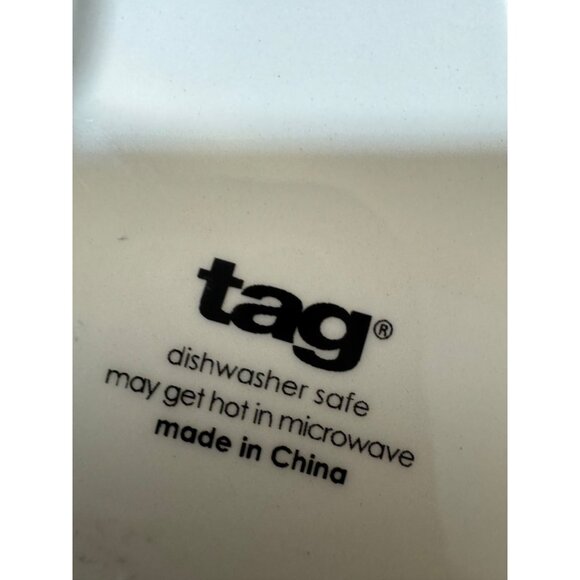 tag®
dishwasher safe
may get hot in microwave
made in China